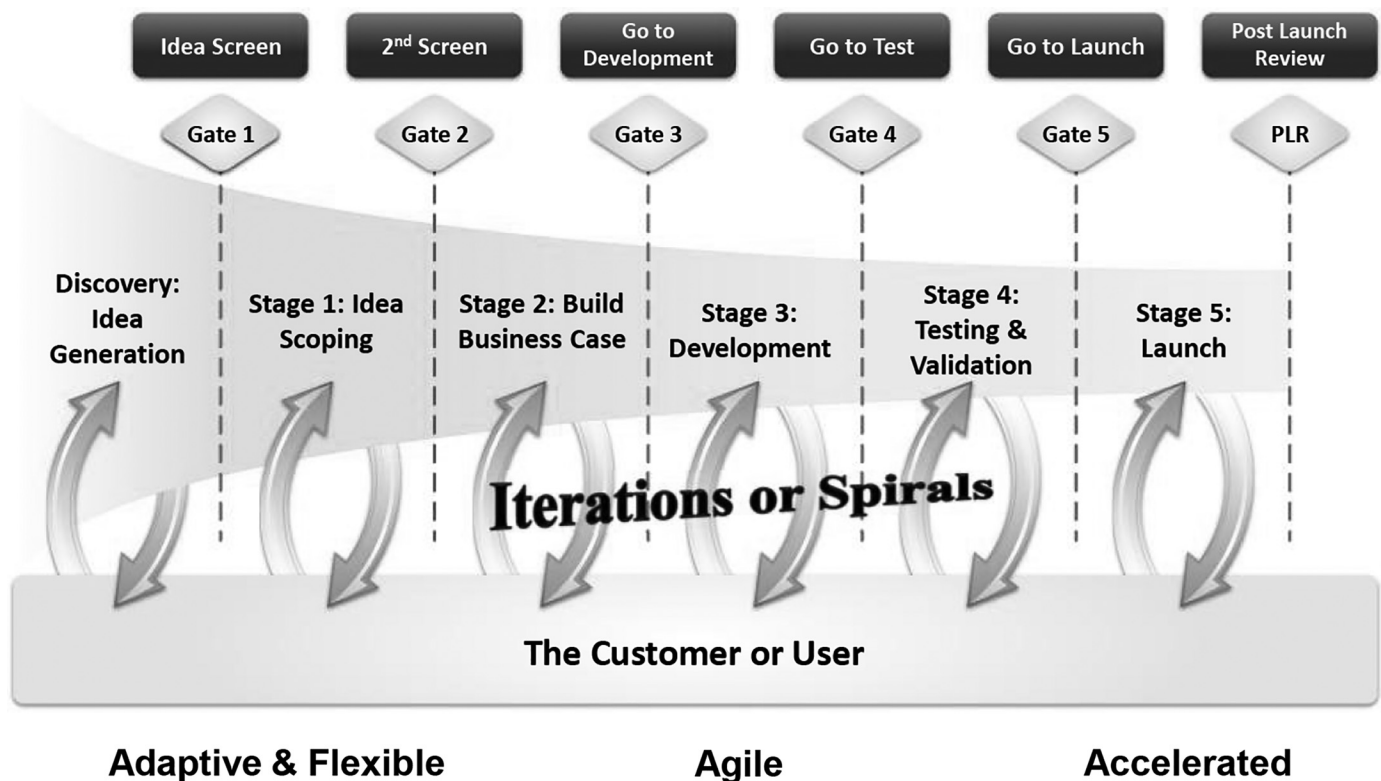 Idea Screen
2nd Screen
Go to
Development
Go to Test
Go to Launch
Post Launch
Review
Gate 1
Gate 2
Gate 3
Gate 4
Gate 5
PLR
Discovery:
Idea
Generation
Stage 1: Idea
Scoping
Stage 2: Build
Business Case
Stage 3:
Development
Stage 4:
Testing &
Validation
Stage 5:
Launch
Iterations or Spirals
The Customer or User
Adaptive & Flexible
Agile
Accelerated